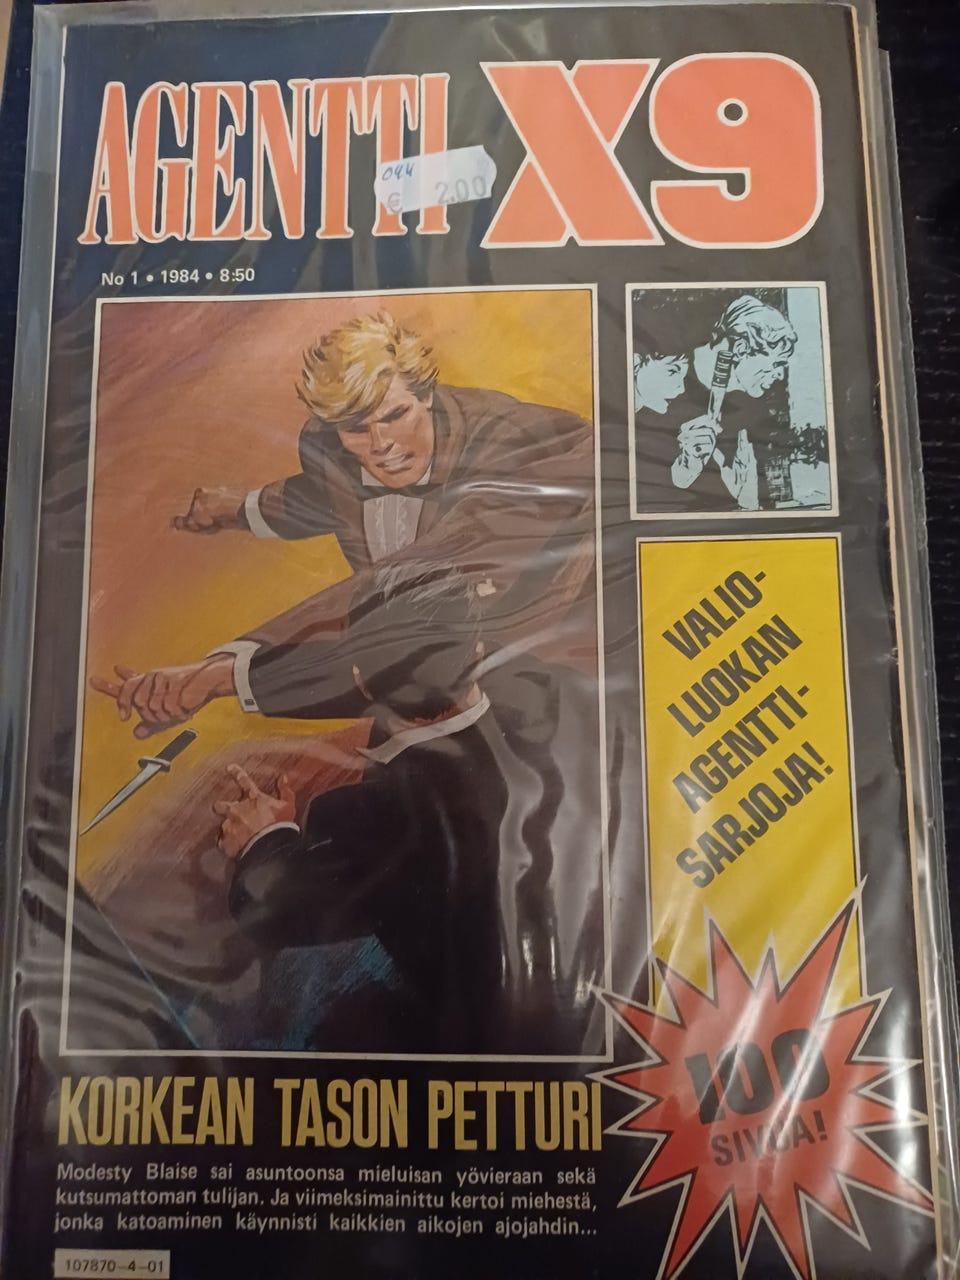 AGENTTI X9
044
€ 2.00
No 1 • 1984 • 8:50
VALIO-
LUOKAN
AGENTTI-
SARJOJA!
100
SIVUA!
KORKEAN TASON PETTURI
Modesty Blaise sai asuntoonsa mieluisan yövieraan sekä
kutsumattoman tulijan. Ja viimeksimainittu kertoi miehestä,
jonka katoaminen käynnisti kaikkien aikojen ajojahdin...
107870-4-01